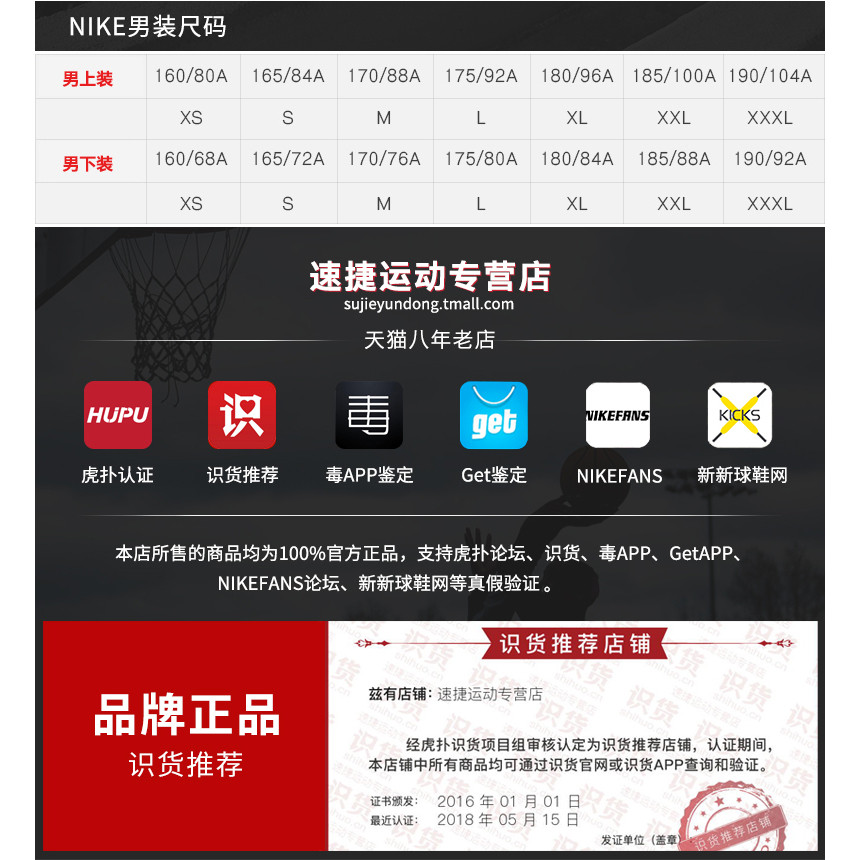 NIKE男装尺码
男上装 160/80A 165/84A 170/88A 175/92A 180/96A 185/100A 190/104A
XS S M L XL XXL XXXL
男下装 160/68A 165/72A 170/76A 175/80A 180/84A 185/88A 190/92A
XS S M L XL XXL XXXL
速捷运动专营店
sujieyundong.tmall.com
天猫八年老店
HUPU 识 毒 get NIKEFANS KICKS
虎扑认证 识货推荐 毒APP鉴定 Get鉴定 NIKEFANS 新新球鞋网
本店所售的商品均为100%官方正品，支持虎扑论坛、识货、毒APP、GetAPP、
NIKEFANS论坛、新新球鞋网等真假验证。
品牌正品
识货推荐
识货推荐店铺
兹有店铺：速捷运动专营店
经虎扑识货项目组审核认定为识货推荐店铺，认证期间，
本店铺中所有商品均可通过识货官网或识货APP查询和验证。
证书颁发： 2016 年 01 月 01 日
最近认证： 2018 年 05 月 15 日
发证单位（盖章）
识货推荐店铺